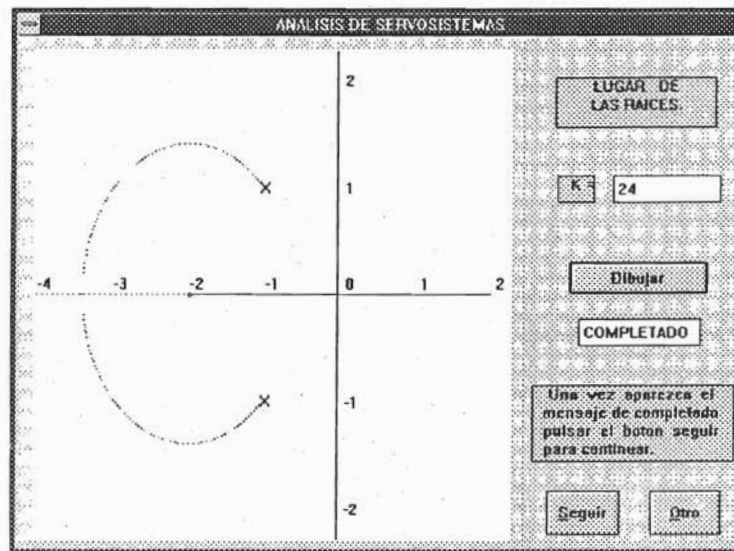 ANALISIS DE SERVOSISTEMAS
2
1
-4 -3 -2 -1 0 1 2
-1
-2
LUGAR DE
LAS RAICES.
K = 24
Dibujar
COMPLETADO
Una vez aparezca el
mensaje de completado
pulsar el boton seguir
para continuar.
Seguir Otro